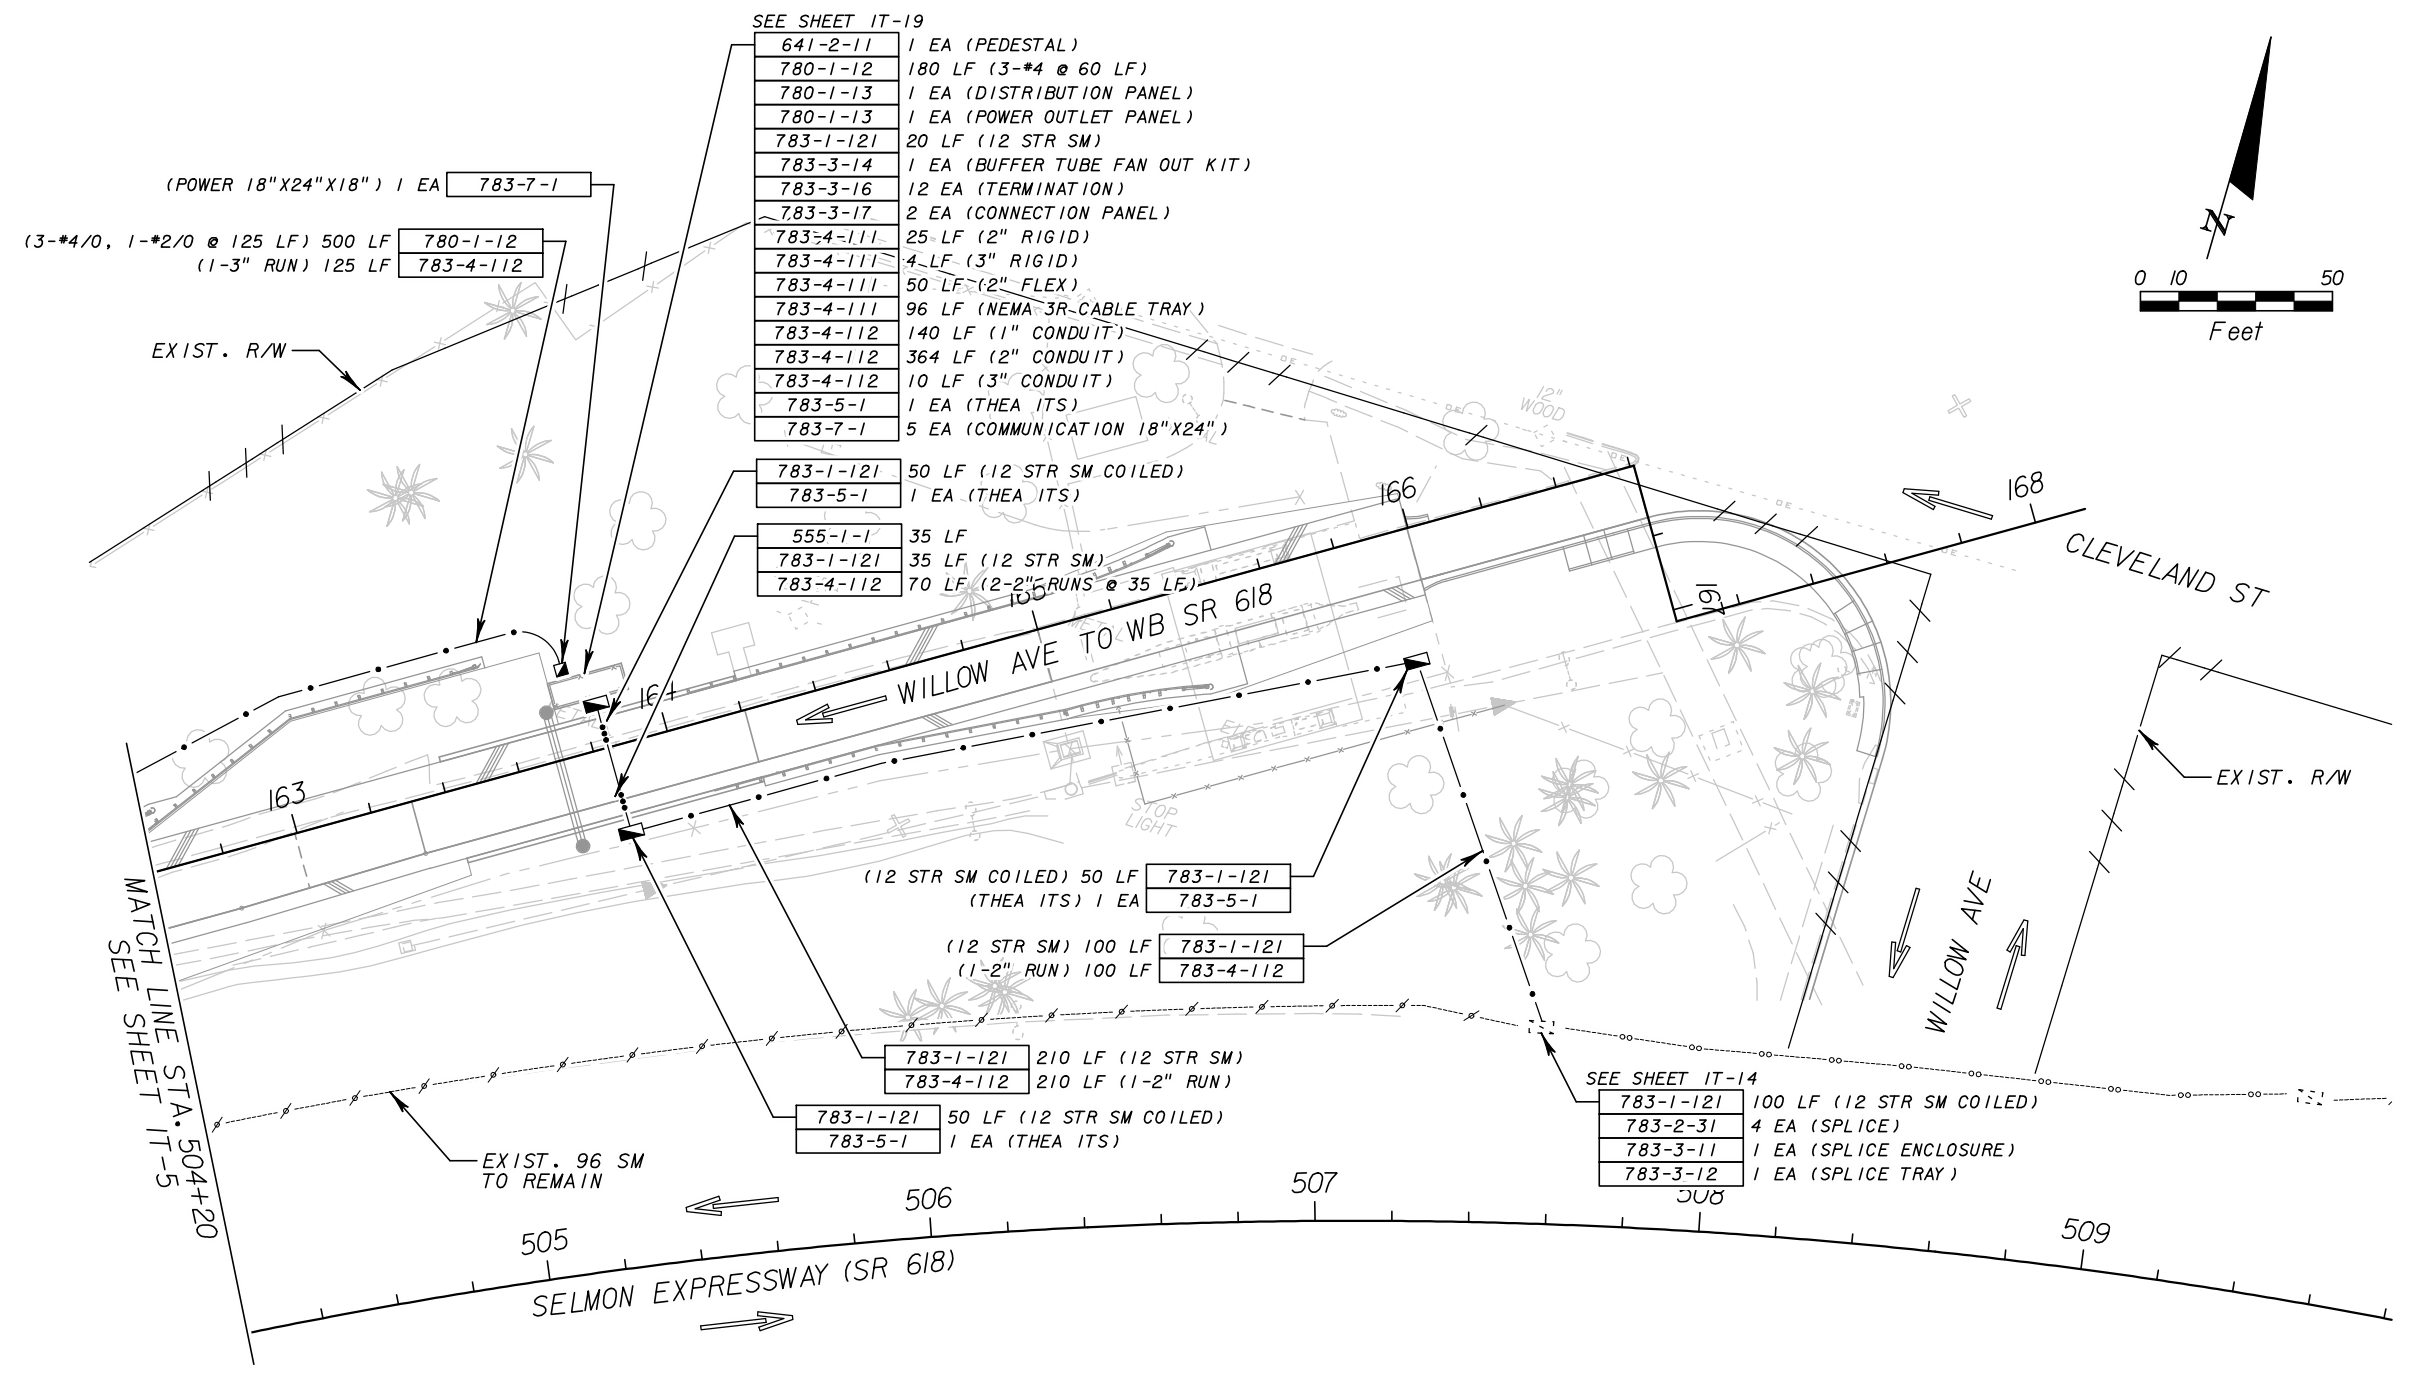 SEE SHEET IT-19
641-2-11 1 EA (PEDESTAL)
780-1-12 180 LF (3-#4 @ 60 LF)
780-1-13 1 EA (DISTRIBUTION PANEL)
780-1-13 1 EA (POWER OUTLET PANEL)
783-1-121 20 LF (12 STR SM)
783-3-14 1 EA (BUFFER TUBE FAN OUT KIT)
783-3-16 12 EA (TERMINATION)
783-3-17 2 EA (CONNECTION PANEL)
783-4-111 25 LF (2" RIGID)
783-4-111 4 LF (3" RIGID)
783-4-111 50 LF (2" FLEX)
783-4-111 96 LF (NEMA 3R CABLE TRAY)
783-4-112 140 LF (1" CONDUIT)
783-4-112 364 LF (2" CONDUIT)
783-4-112 10 LF (3" CONDUIT)
783-5-1 1 EA (THEA ITS)
783-7-1 5 EA (COMMUNICATION 18"X24")
(POWER 18"X24"X18") 1 EA 783-7-1
(3-#4/0, 1-#2/0 @ 125 LF) 500 LF 780-1-12
(1-3" RUN) 125 LF 783-4-112
EXIST. R/W
N
0 10 50
Feet
783-1-121 50 LF (12 STR SM COILED)
783-5-1 1 EA (THEA ITS)
555-1-1 35 LF
783-1-121 35 LF (12 STR SM)
783-4-112 70 LF (2-2" RUNS @ 35 LF)
12"
WOOD
163
164
165
166
167
168
WILLOW AVE TO WB SR 618
CLEVELAND ST
STOP
LIGHT
EXIST. R/W
WILLOW AVE
(12 STR SM COILED) 50 LF 783-1-121
(THEA ITS) 1 EA 783-5-1
(12 STR SM) 100 LF 783-1-121
(1-2" RUN) 100 LF 783-4-112
783-1-121 210 LF (12 STR SM)
783-4-112 210 LF (1-2" RUN)
783-1-121 50 LF (12 STR SM COILED)
783-5-1 1 EA (THEA ITS)
SEE SHEET IT-14
783-1-121 100 LF (12 STR SM COILED)
783-2-31 4 EA (SPLICE)
783-3-11 1 EA (SPLICE ENCLOSURE)
783-3-12 1 EA (SPLICE TRAY)
EXIST. 96 SM
TO REMAIN
MATCH LINE STA. 504+20
SEE SHEET IT-5
505
506
507
508
509
SELMON EXPRESSWAY (SR 618)